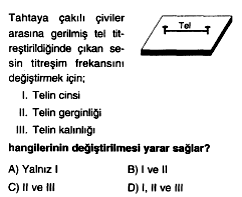 Tahtaya çakılı çiviler
arasına gerilmiş tel tit-
reştirildiğinde çıkan se-
sin titreşim frekansını
değiştirmek için;
Tel
I. Telin cinsi
II. Telin gerginliği
III. Telin kalınlığı
hangilerinin değiştirilmesi yarar sağlar?
A) Yalnız I
B) I ve II
C) II ve III
D) I, II ve III